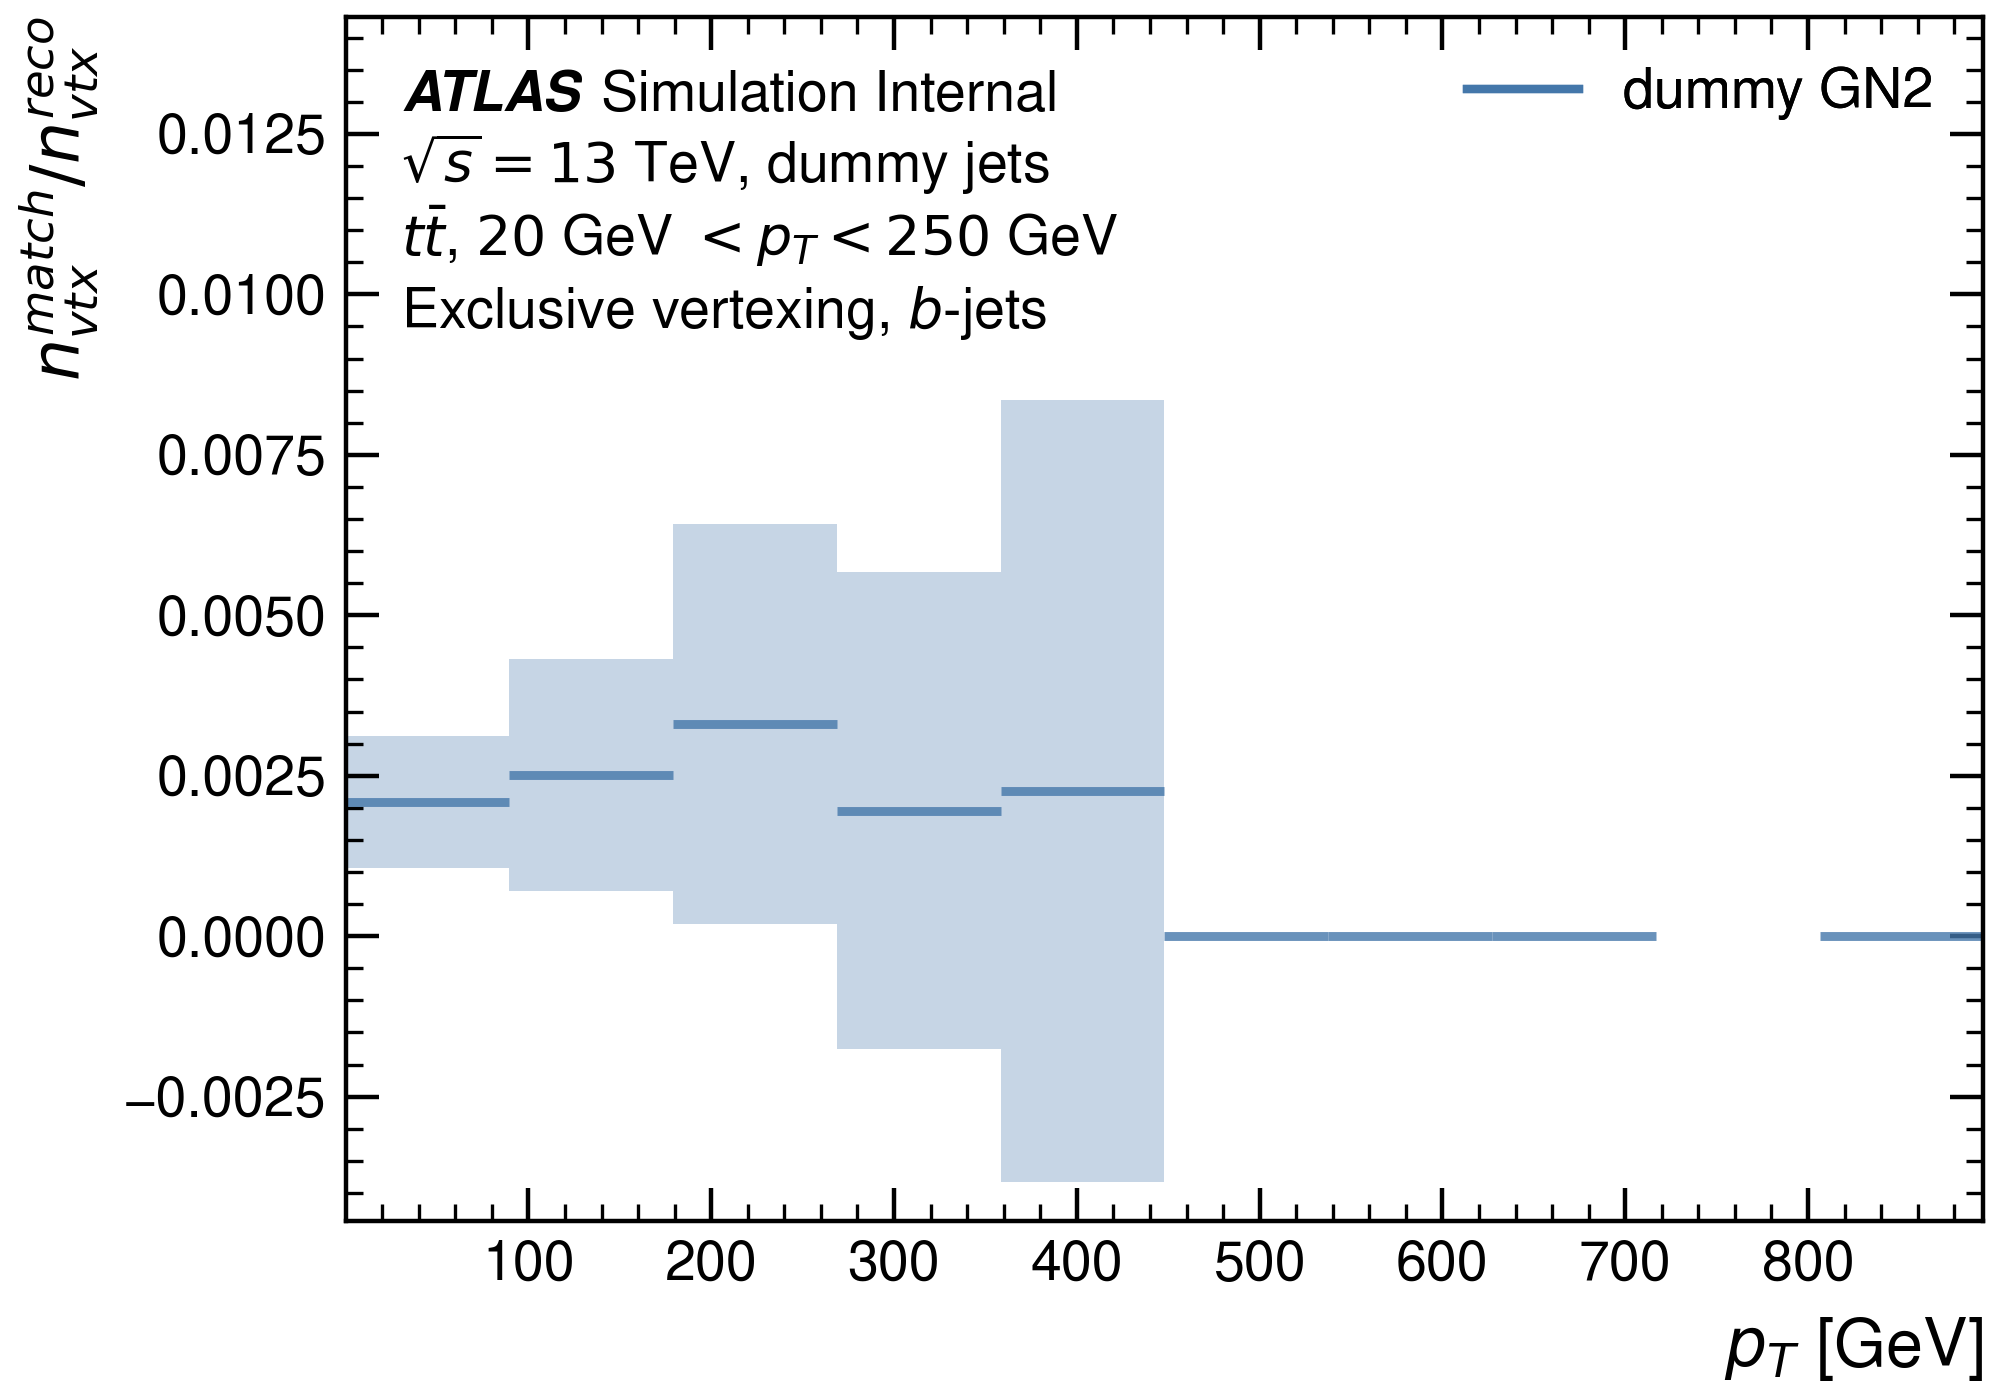 ATLAS Simulation Internal
√s = 13 TeV, dummy jets
tt̄, 20 GeV < p_T < 250 GeV
Exclusive vertexing, b-jets
dummy GN2
n_vtx^match/n_vtx^reco
0.0125
0.0100
0.0075
0.0050
0.0025
0.0000
−0.0025
100 200 300 400 500 600 700 800
p_T [GeV]